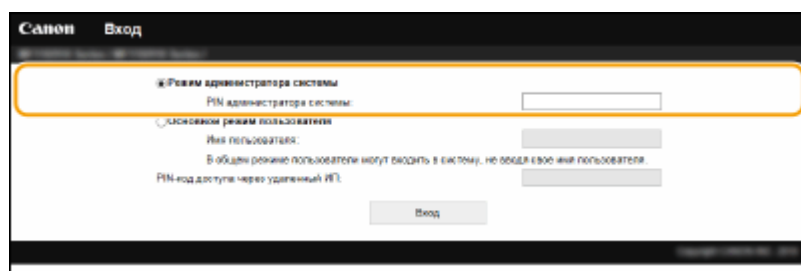 Canon Вход
Режим администратора системы
PIN администратора системы:
Основной режим пользователя
Имя пользователя:
В общем режиме пользователи могут входить в систему, не вводя свое имя пользователя.
PIN-код доступа через удаленный ИП:
Вход